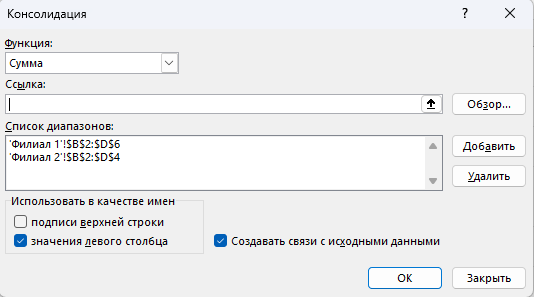 Консолидация
?
Функция:
Сумма
Ссылка:
Обзор...
Список диапазонов:
'Филиал 1'!$B$2:$D$6
'Филиал 2'!$B$2:$D$4
Добавить
Удалить
Использовать в качестве имен
подписи верхней строки
значения левого столбца
Создавать связи с исходными данными
ОК
Закрыть